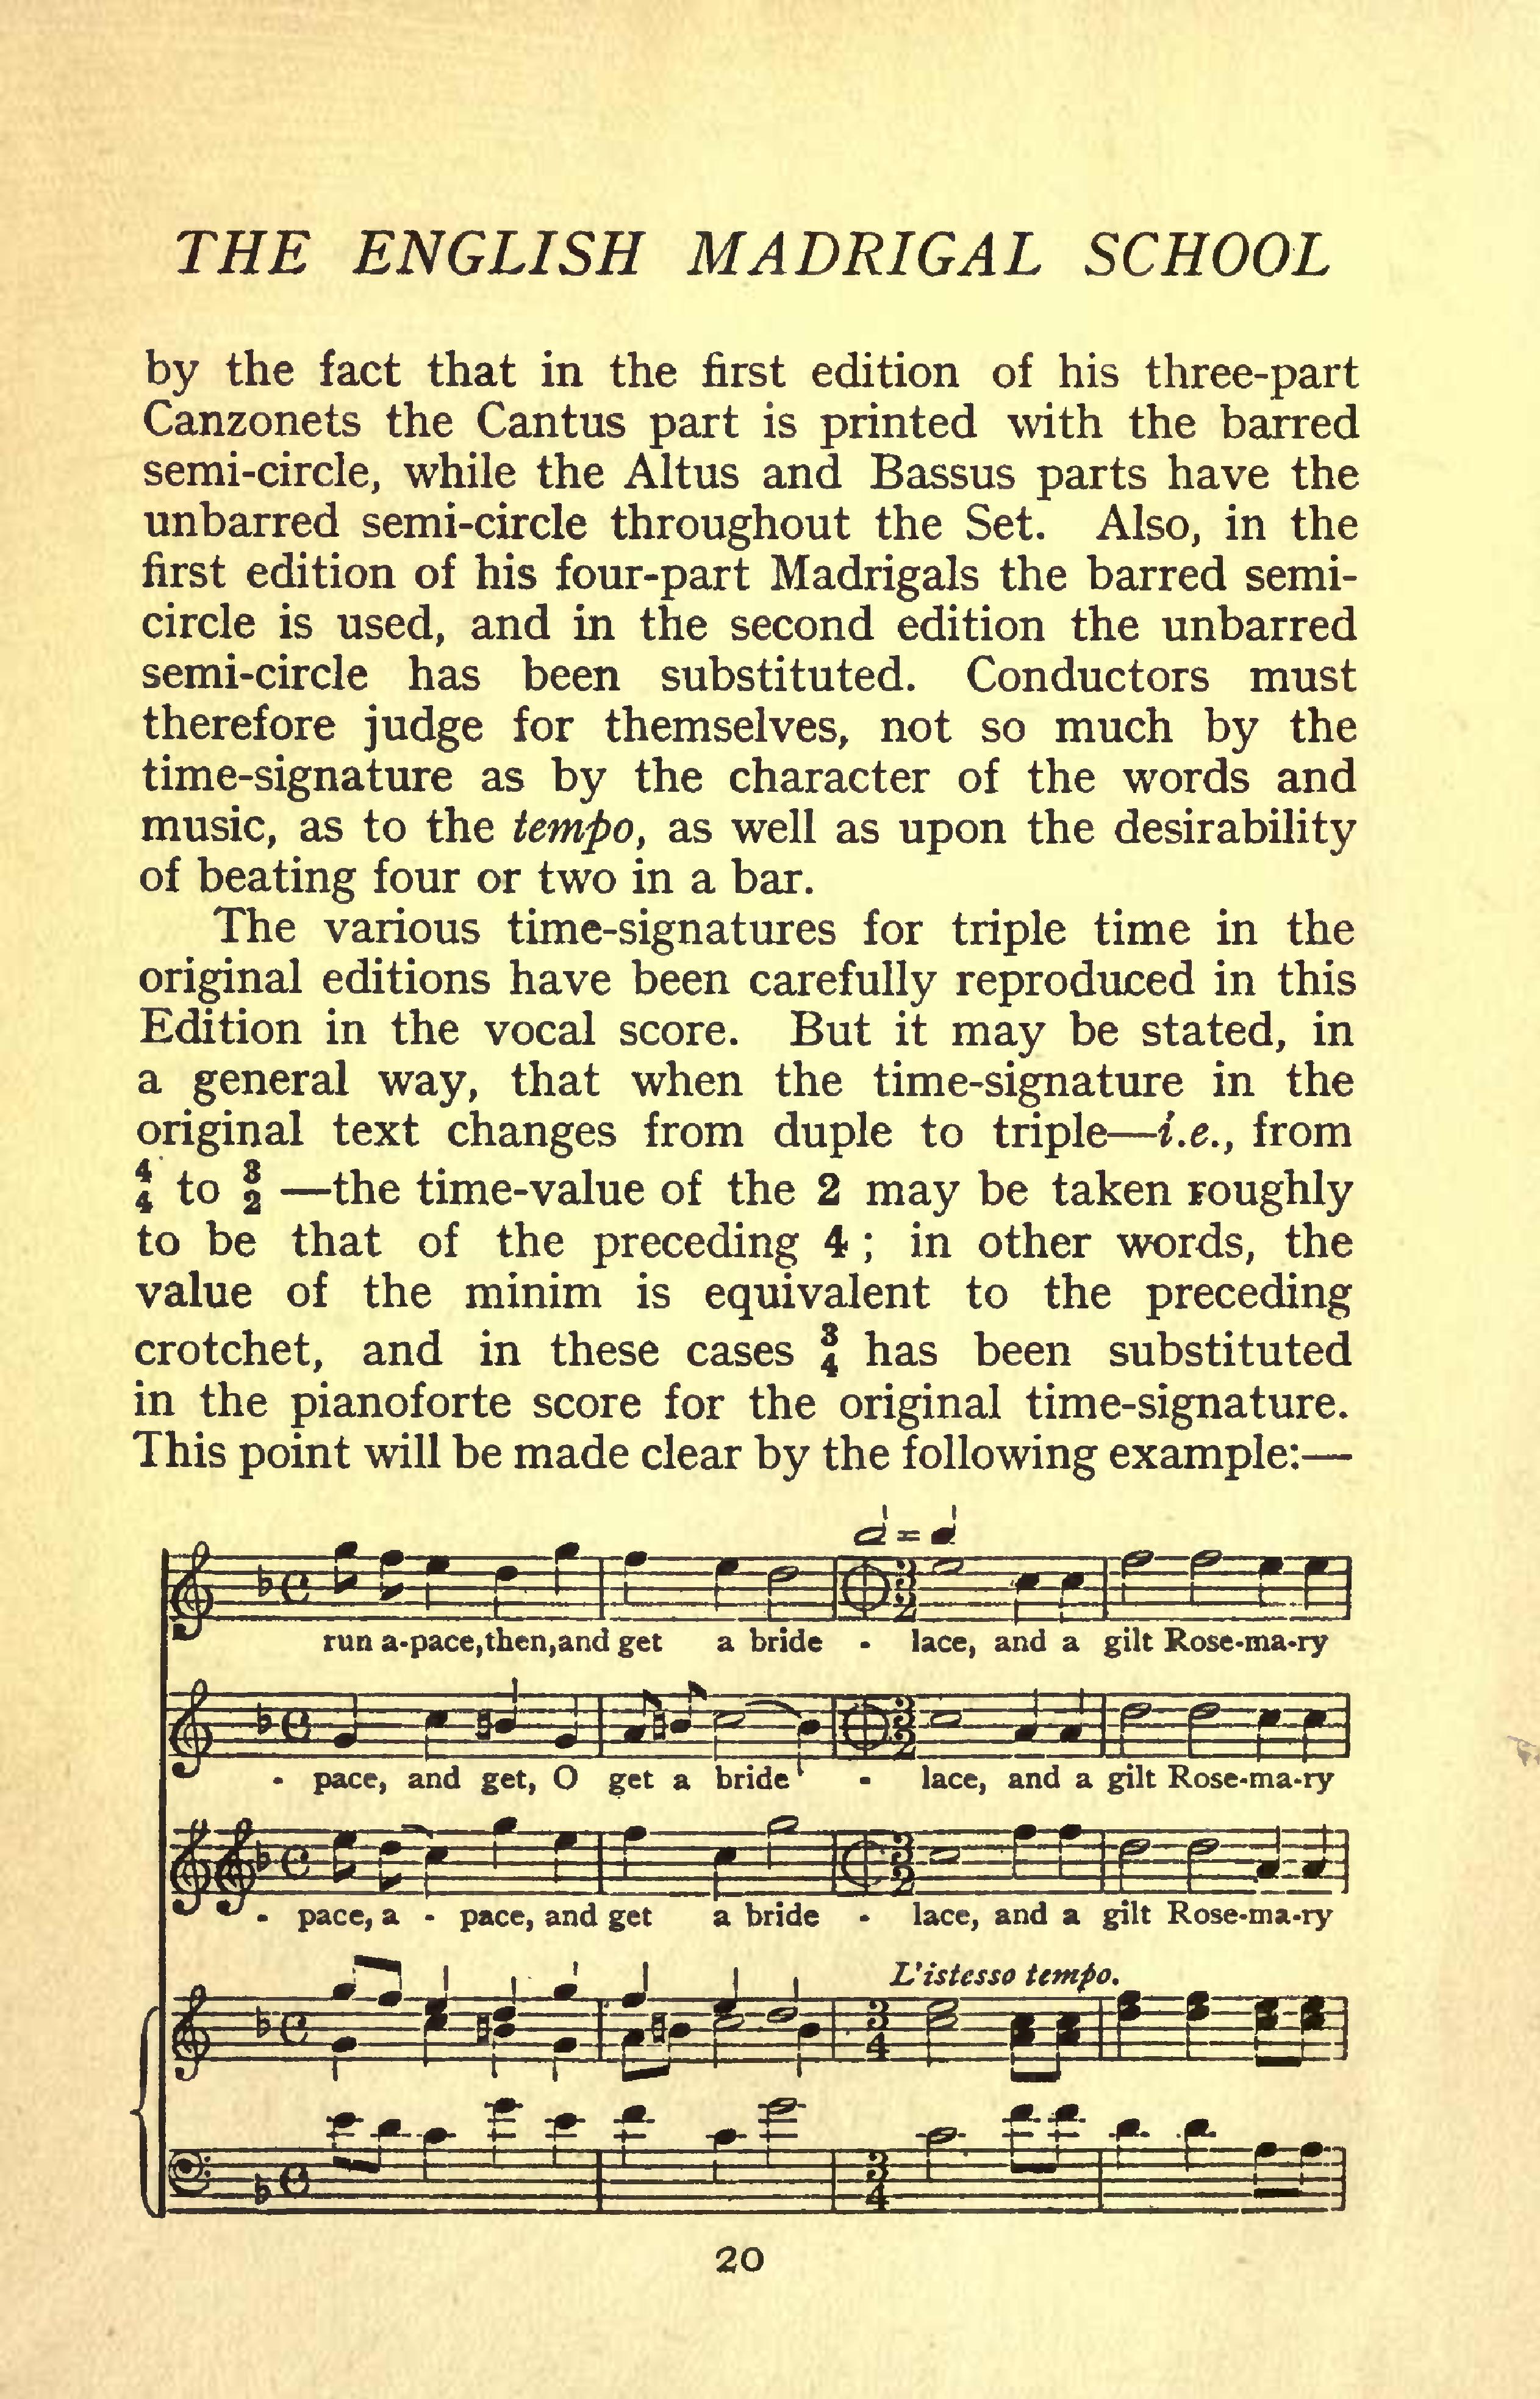 THE ENGLISH MADRIGAL SCHOOL
by the fact that in the first edition of his three-part
Canzonets the Cantus part is printed with the barred
semi-circle, while the Altus and Bassus parts have the
unbarred semi-circle throughout the Set. Also, in the
first edition of his four-part Madrigals the barred semi-
circle is used, and in the second edition the unbarred
semi-circle has been substituted. Conductors must
therefore judge for themselves, not so much by the
time-signature as by the character of the words and
music, as to the tempo, as well as upon the desirability
of beating four or two in a bar.
The various time-signatures for triple time in the
original editions have been carefully reproduced in this
Edition in the vocal score. But it may be stated, in
a general way, that when the time-signature in the
original text changes from duple to triple—i.e., from
4/4 to 3/2 —the time-value of the 2 may be taken roughly
to be that of the preceding 4 ; in other words, the
value of the minim is equivalent to the preceding
crotchet, and in these cases 3/4 has been substituted
in the pianoforte score for the original time-signature.
This point will be made clear by the following example:—
run a-pace,then,and get a bride - lace, and a gilt Rose-ma-ry
- pace, and get, O get a bride - lace, and a gilt Rose-ma-ry
- pace, a - pace, and get a bride - lace, and a gilt Rose-ma-ry
L'istesso tempo.
20